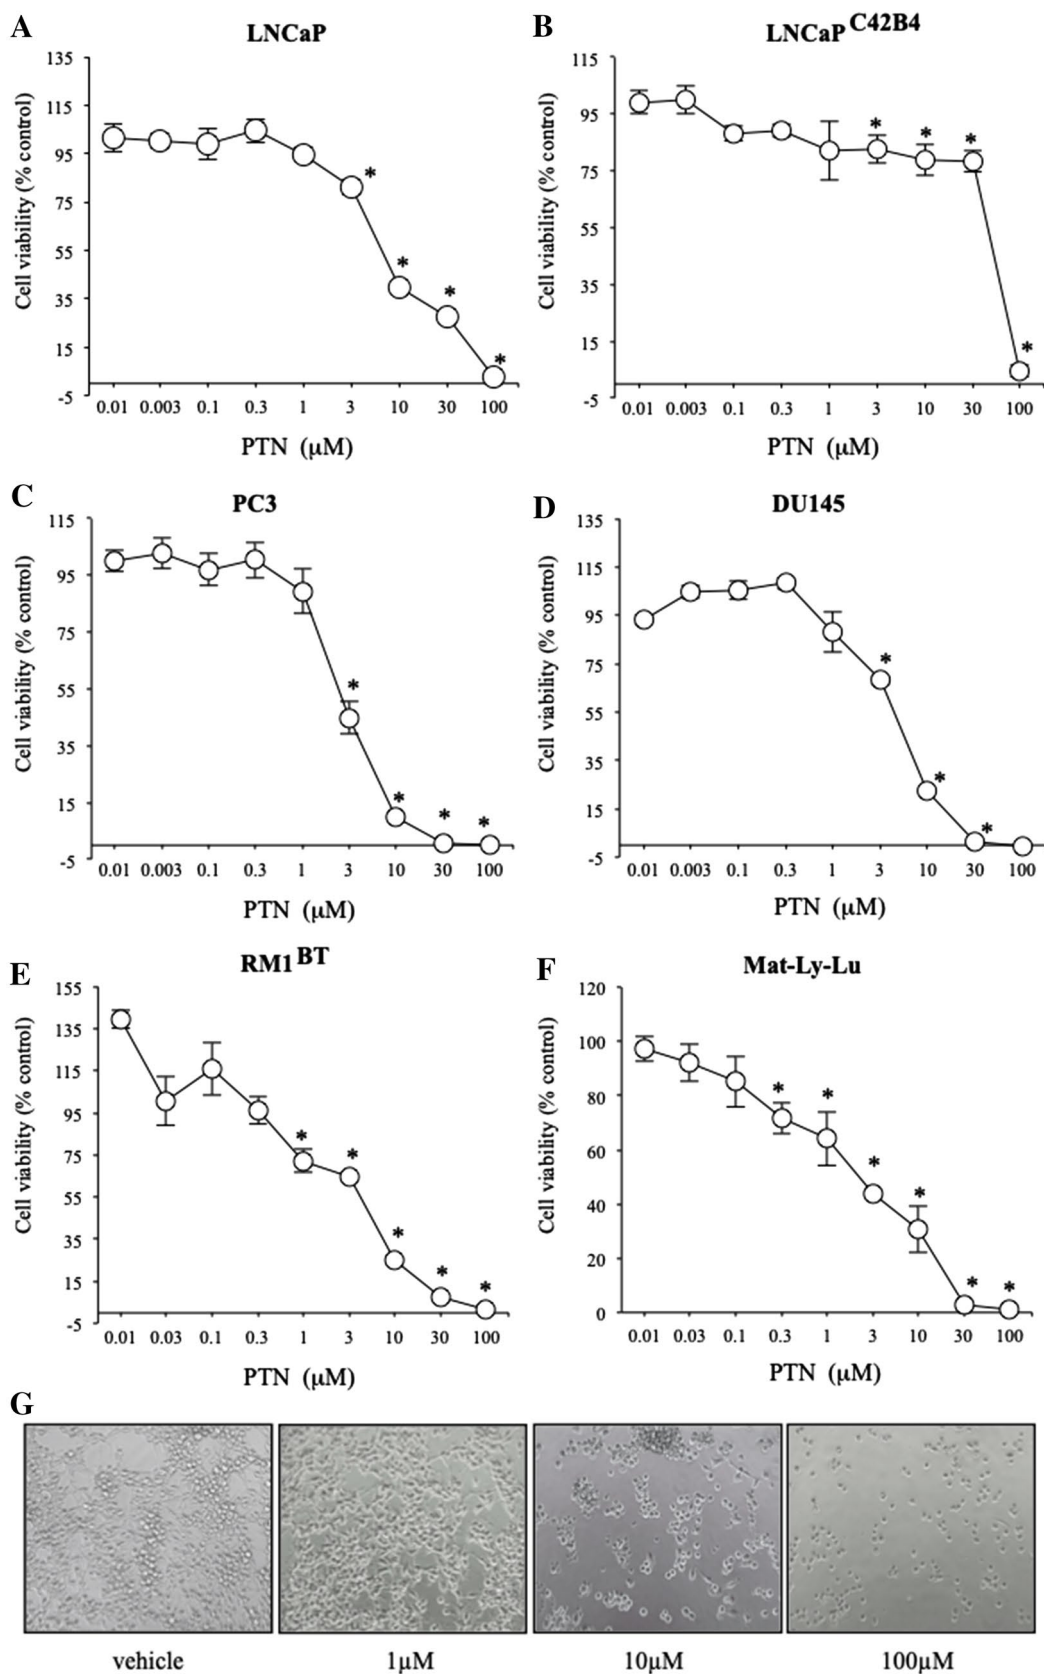 A
LNCaP
Cell viability (% control)
135
115
95
75
55
35
15
-5
0.01 0.003 0.1 0.3 1 3 10 30 100
* * * *
PTN (µM)
B
LNCaP C42B4
Cell viability (% control)
115
95
75
55
35
15
-5
0.01 0.003 0.1 0.3 1 3 10 30 100
* * * *
PTN (µM)
C
PC3
Cell viability (% control)
115
95
75
55
35
15
-5
0.01 0.003 0.1 0.3 1 3 10 30 100
* * * *
PTN (µM)
D
DU145
Cell viability (% control)
135
115
95
75
55
35
15
-5
0.01 0.003 0.1 0.3 1 3 10 30 100
* * *
PTN (µM)
E
RM1 BT
Cell viability (% control)
155
135
115
95
75
55
35
15
-5
0.01 0.03 0.1 0.3 1 3 10 30 100
* * * * *
PTN (µM)
F
Mat-Ly-Lu
Cell viability (% control)
120
100
80
60
40
20
0
0.01 0.03 0.1 0.3 1 3 10 30 100
* * * * * *
PTN (µM)
G
vehicle 1µM 10µM 100µM